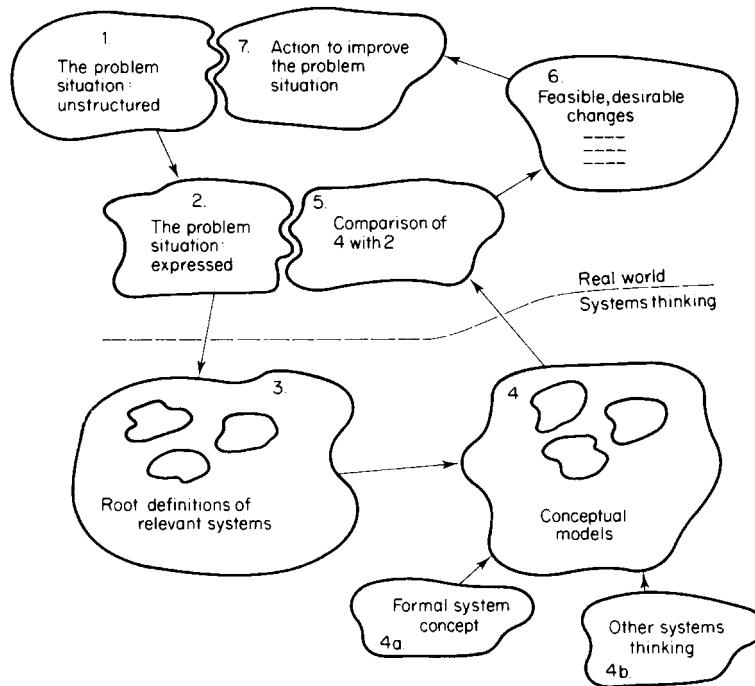 1.
The problem
situation:
unstructured
7. Action to improve
the problem
situation
6.
Feasible, desirable
changes
2.
The problem
situation:
expressed
5.
Comparison of
4 with 2
Real world
Systems thinking
3.
Root definitions of
relevant systems
4
Conceptual
models
Formal system
concept
4a.
Other systems
thinking
4b.